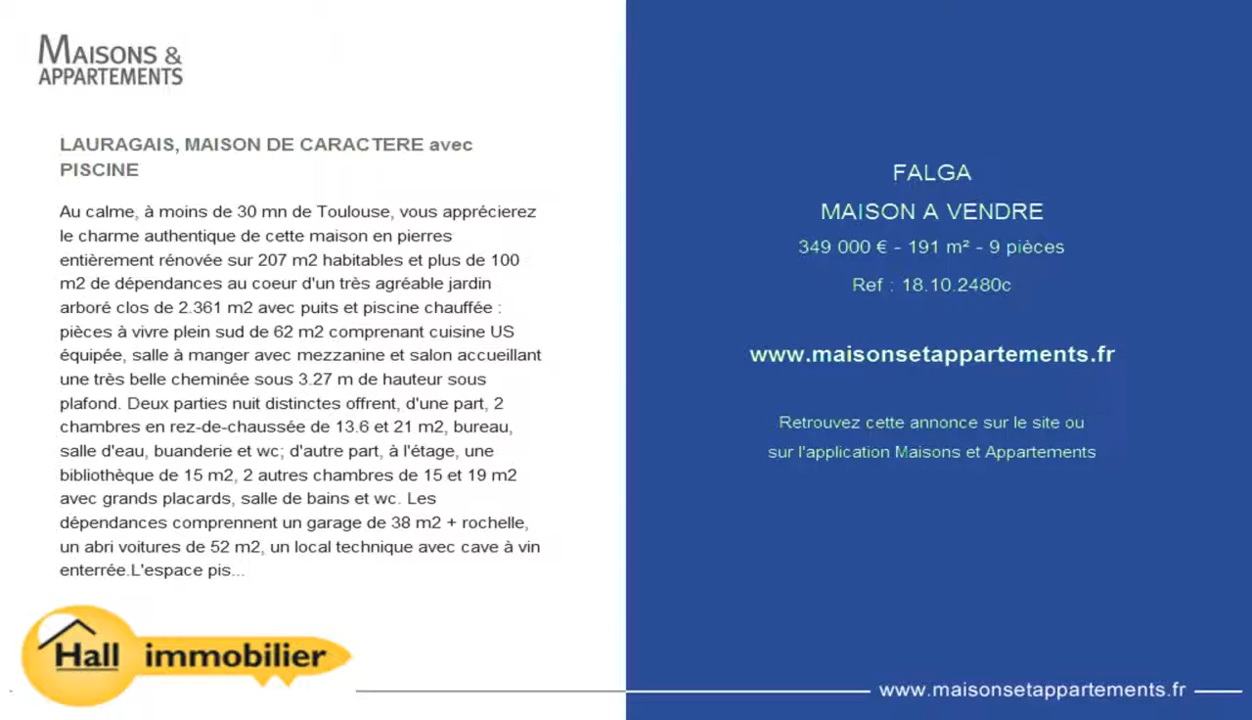 MAISONS &
APPARTEMENTS
LAURAGAIS, MAISON DE CARACTERE avec
PISCINE
Au calme, à moins de 30 mn de Toulouse, vous apprécierez
le charme authentique de cette maison en pierres
entièrement rénovée sur 207 m2 habitables et plus de 100
m2 de dépendances au coeur d'un très agréable jardin
arboré clos de 2.361 m2 avec puits et piscine chauffée :
pièces à vivre plein sud de 62 m2 comprenant cuisine US
équipée, salle à manger avec mezzanine et salon accueillant
une très belle cheminée sous 3.27 m de hauteur sous
plafond. Deux parties nuit distinctes offrent, d'une part, 2
chambres en rez-de-chaussée de 13.6 et 21 m2, bureau,
salle d'eau, buanderie et wc; d'autre part, à l'étage, une
bibliothèque de 15 m2, 2 autres chambres de 15 et 19 m2
avec grands placards, salle de bains et wc. Les
dépendances comprennent un garage de 38 m2 + rochelle,
un abri voitures de 52 m2, un local technique avec cave à vin
enterrée.L'espace pis...
Hall immobilier
FALGA
MAISON A VENDRE
349 000 € - 191 m² - 9 pièces
Ref : 18.10.2480c
www.maisonsetappartements.fr
Retrouvez cette annonce sur le site ou
sur l'application Maisons et Appartements
www.maisonsetappartements.fr